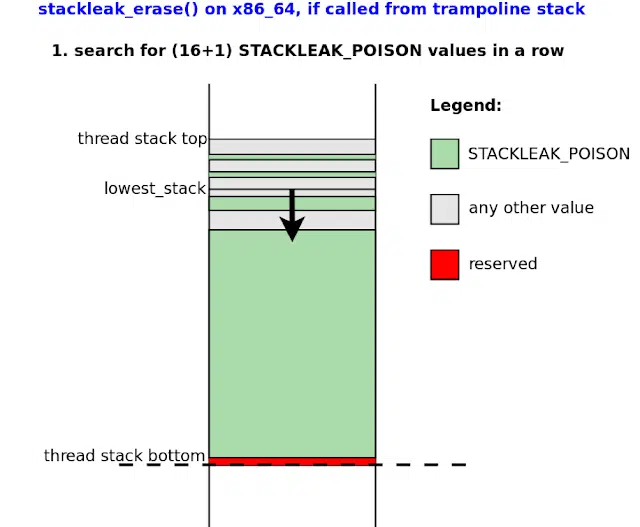 stackleak_erase() on x86_64, if called from trampoline stack
1. search for (16+1) STACKLEAK_POISON values in a row
Legend:
thread stack top
STACKLEAK_POISON
lowest_stack
any other value
reserved
thread stack bottom